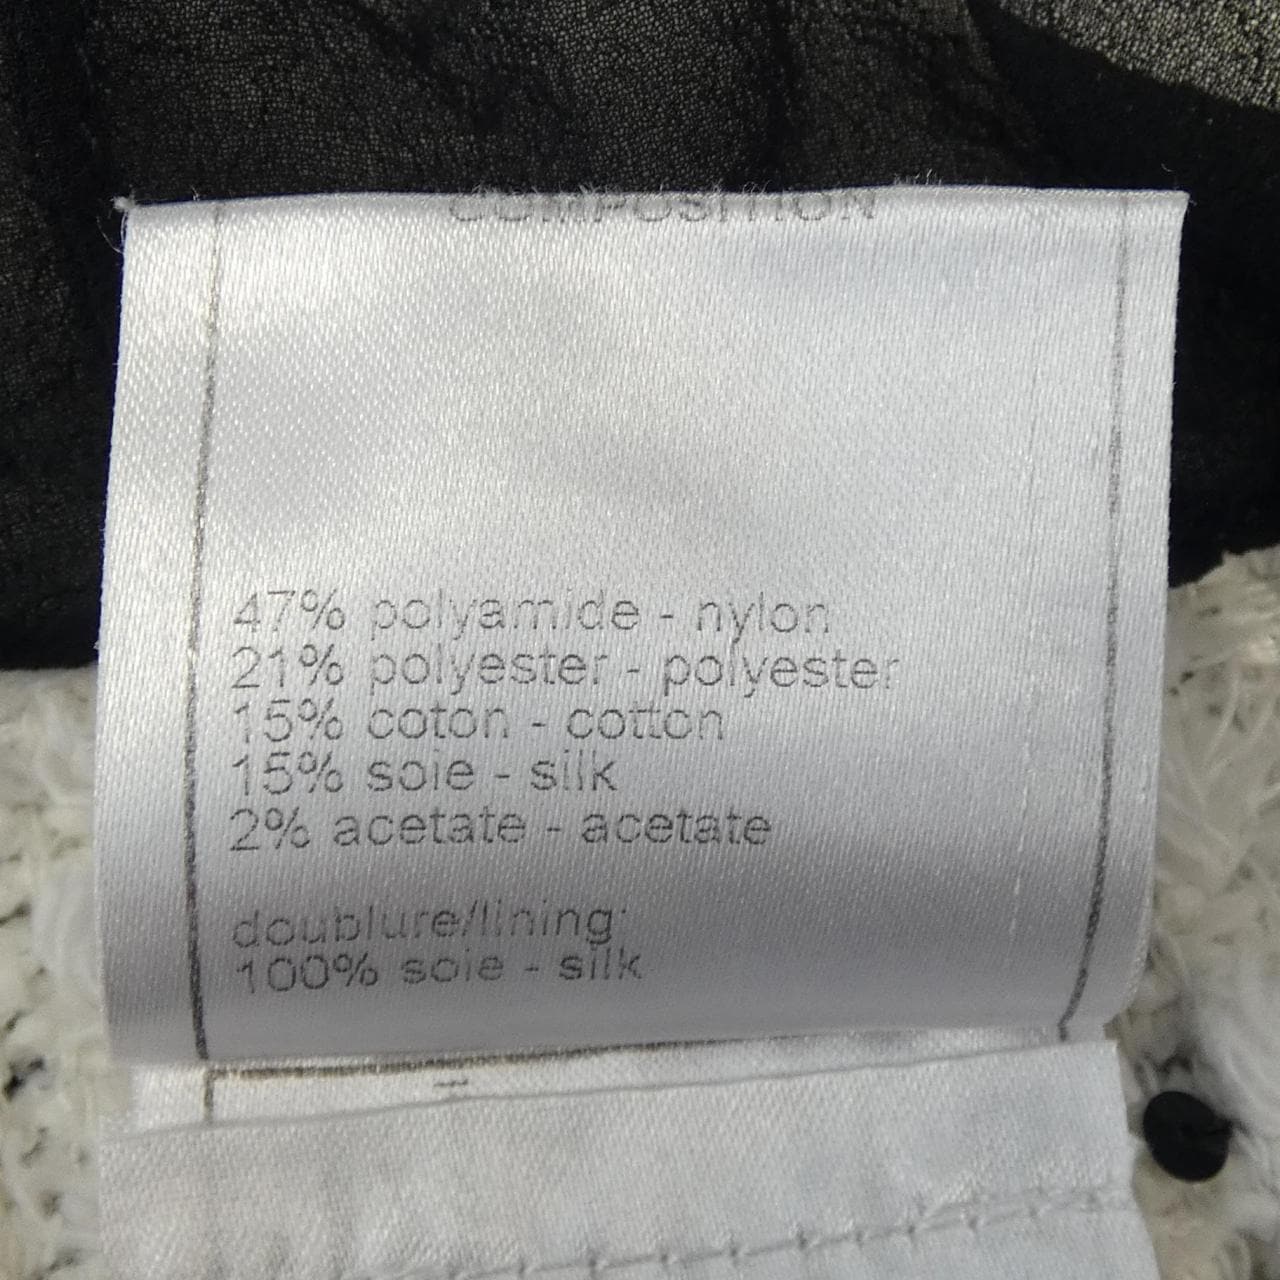 COMPOSITION
47% polyamide - nylon
21% polyester - polyester
15% coton - cotton
15% soie - silk
2% acetate - acetate
doublure/lining:
100% soie - silk